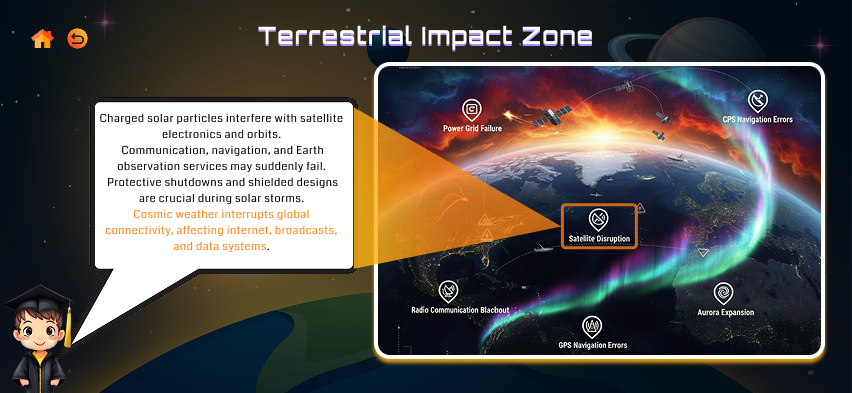 Terrestrial Impact Zone
Charged solar particles interfere with satellite
electronics and orbits.
Communication, navigation, and Earth
observation services may suddenly fail.
Protective shutdowns and shielded designs
are crucial during solar storms.
Cosmic weather interrupts global
connectivity, affecting internet, broadcasts,
and data systems.
Power Grid Failure
CPS Navigation Errors
Satellite Disruption
Radio Communication Blachout
Aurora Expansion
GPS Navigation Errors